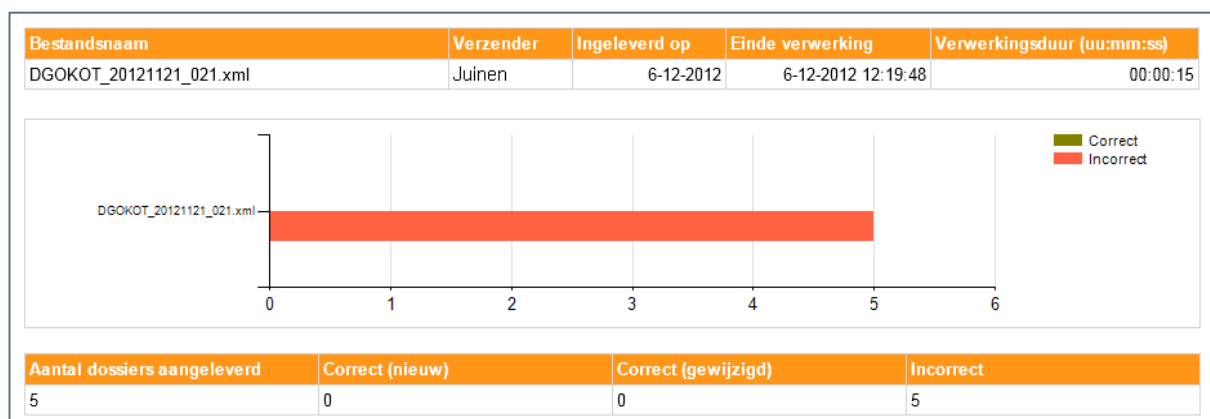 Bestandsnaam Verzender Ingeleverd op Einde verwerking Verwerkingsduur (uu:mm:ss)
DGOKOT_20121121_021.xml Juinen 6-12-2012 6-12-2012 12:19:48 00:00:15
Correct
Incorrect
DGOKOT_20121121_021.xml
0 1 2 3 4 5 6
Aantal dossiers aangeleverd Correct (nieuw) Correct (gewijzigd) Incorrect
5 0 0 5